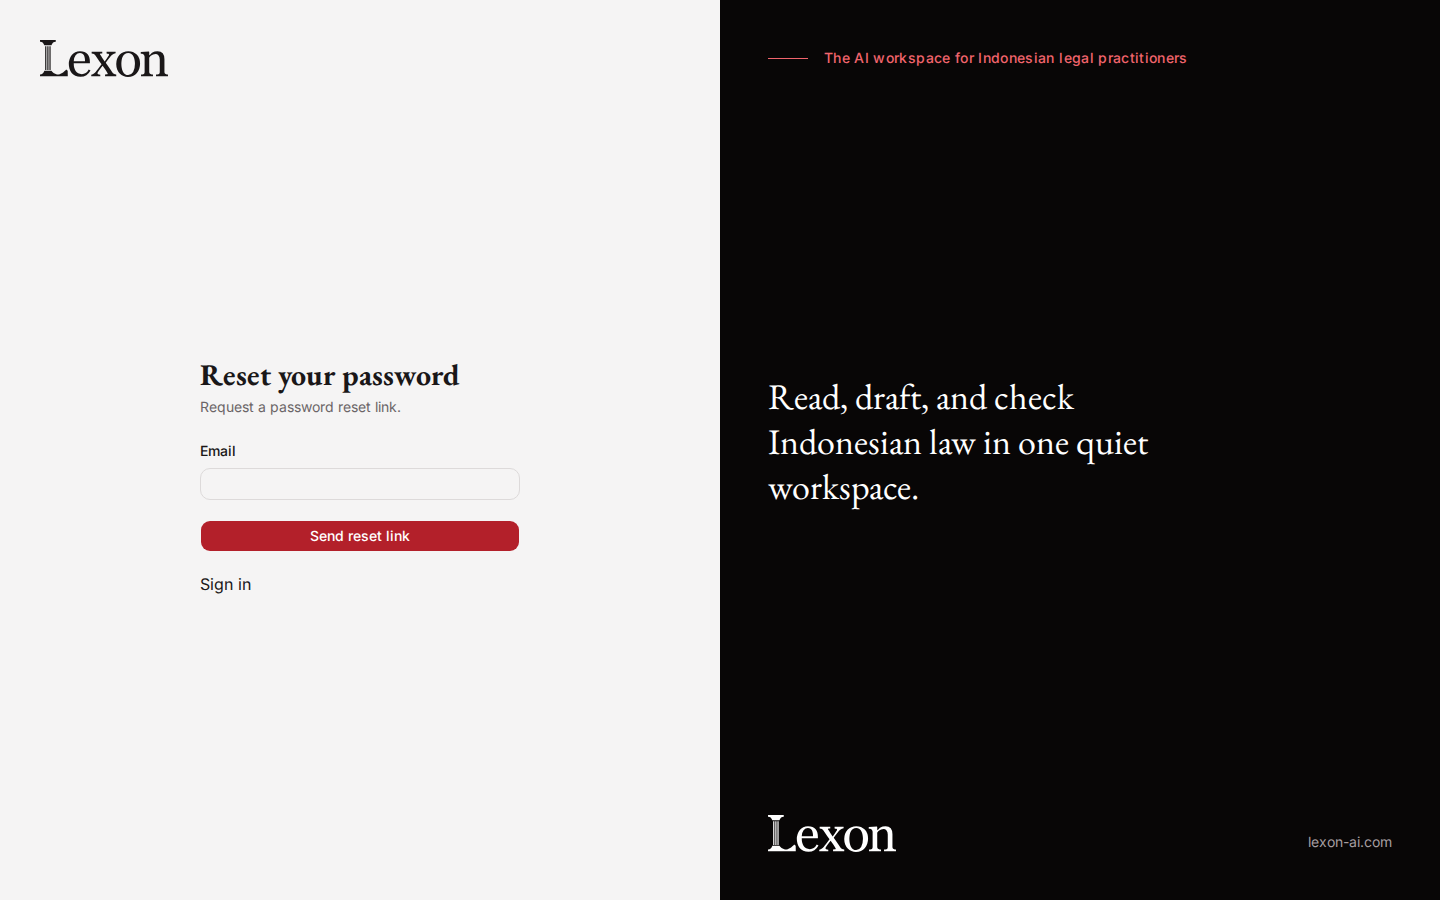 Lexon
Reset your password
Request a password reset link.
Email
Send reset link
Sign in
The AI workspace for Indonesian legal practitioners
Read, draft, and check
Indonesian law in one quiet
workspace.
Lexon
lexon-ai.com